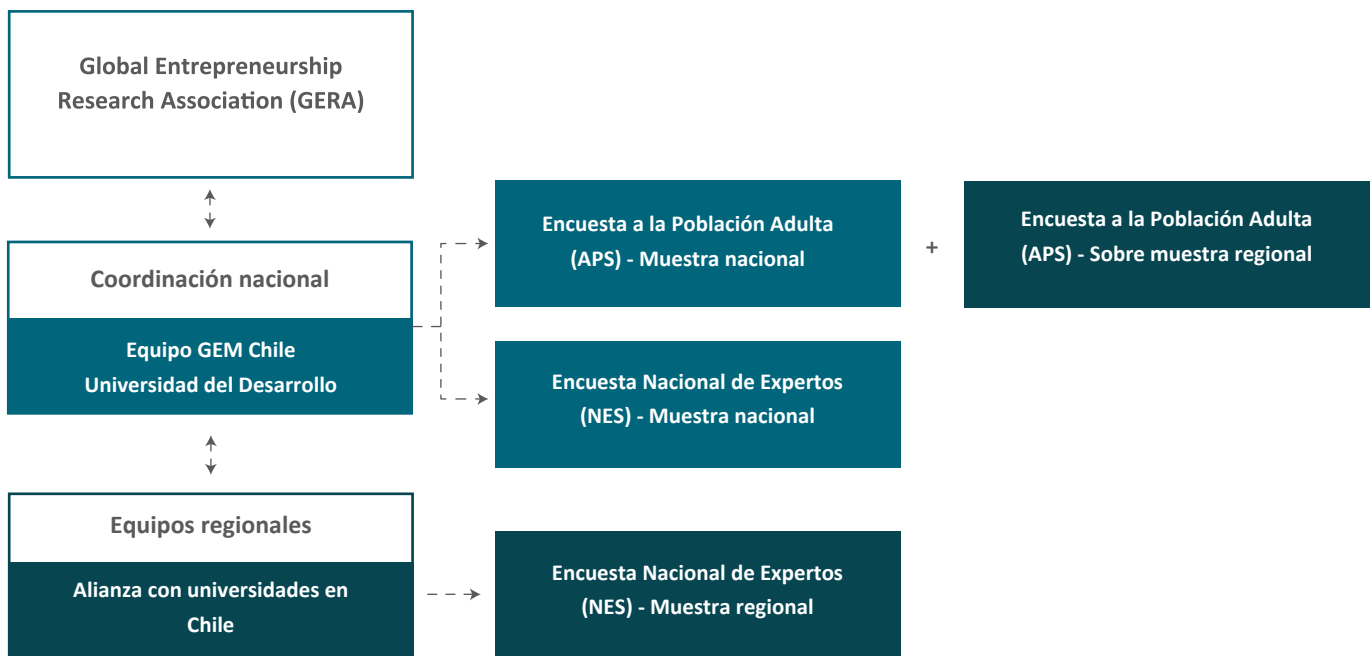 Global Entrepreneurship
Research Association (GERA)
Coordinación nacional
Equipo GEM Chile
Universidad del Desarrollo
Encuesta a la Población Adulta
(APS) - Muestra nacional
+
Encuesta a la Población Adulta
(APS) - Sobre muestra regional
Encuesta Nacional de Expertos
(NES) - Muestra nacional
Equipos regionales
Alianza con universidades en
Chile
Encuesta Nacional de Expertos
(NES) - Muestra regional